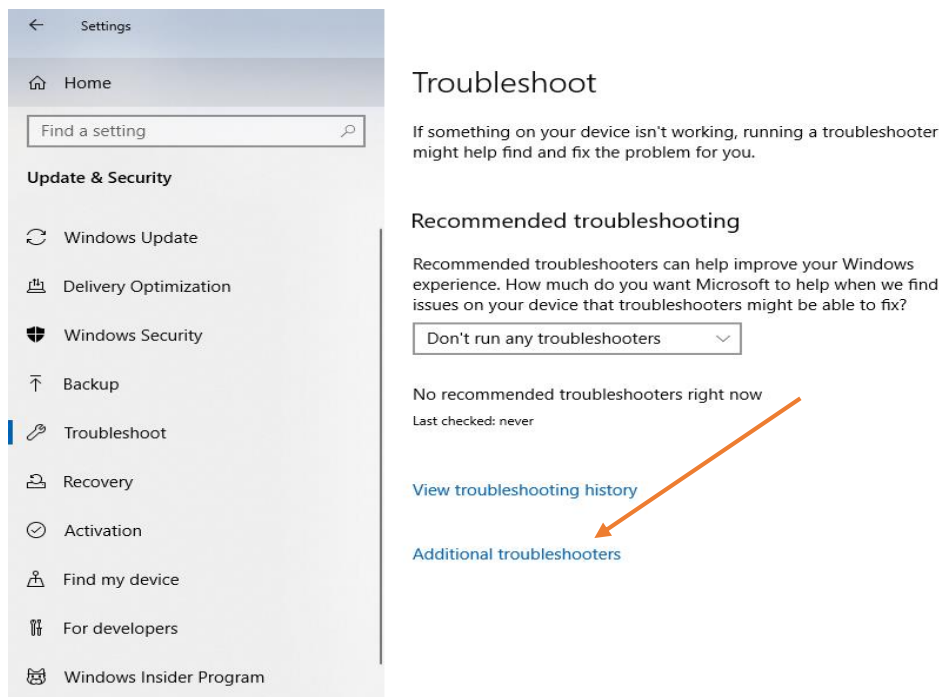 Settings
Home
Find a setting
Update & Security
Windows Update
Delivery Optimization
Windows Security
Backup
Troubleshoot
Recovery
Activation
Find my device
For developers
Windows Insider Program
Troubleshoot
If something on your device isn't working, running a troubleshooter
might help find and fix the problem for you.
Recommended troubleshooting
Recommended troubleshooters can help improve your Windows
experience. How much do you want Microsoft to help when we find
issues on your device that troubleshooters might be able to fix?
Don't run any troubleshooters
No recommended troubleshooters right now
Last checked: never
View troubleshooting history
Additional troubleshooters